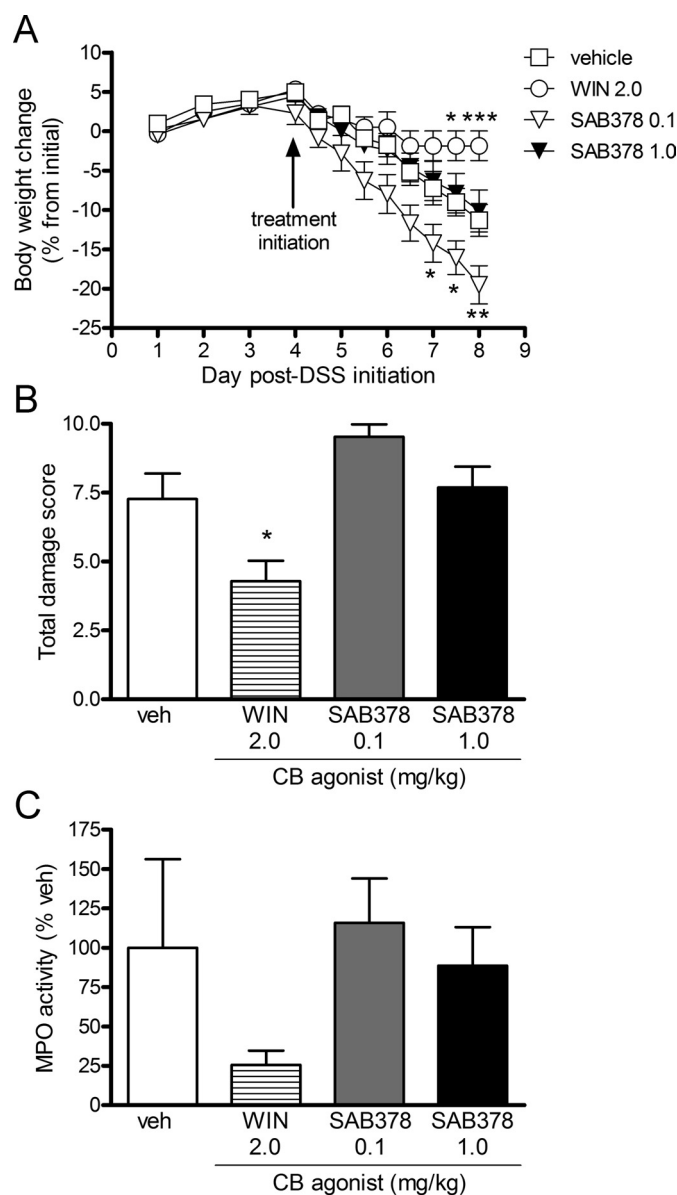 A
Body weight change
(% from initial)
10
5
0
-5
-10
-15
-20
-25
0 1 2 3 4 5 6 7 8 9
Day post-DSS initiation
treatment
initiation
* ****
*
*
**
vehicle
WIN 2.0
SAB378 0.1
SAB378 1.0
B
Total damage score
10.0
7.5
5.0
2.5
0.0
*
veh WIN SAB378 SAB378
2.0 0.1 1.0
CB agonist (mg/kg)
C
MPO activity (% veh)
175
150
125
100
75
50
25
0
veh WIN SAB378 SAB378
2.0 0.1 1.0
CB agonist (mg/kg)